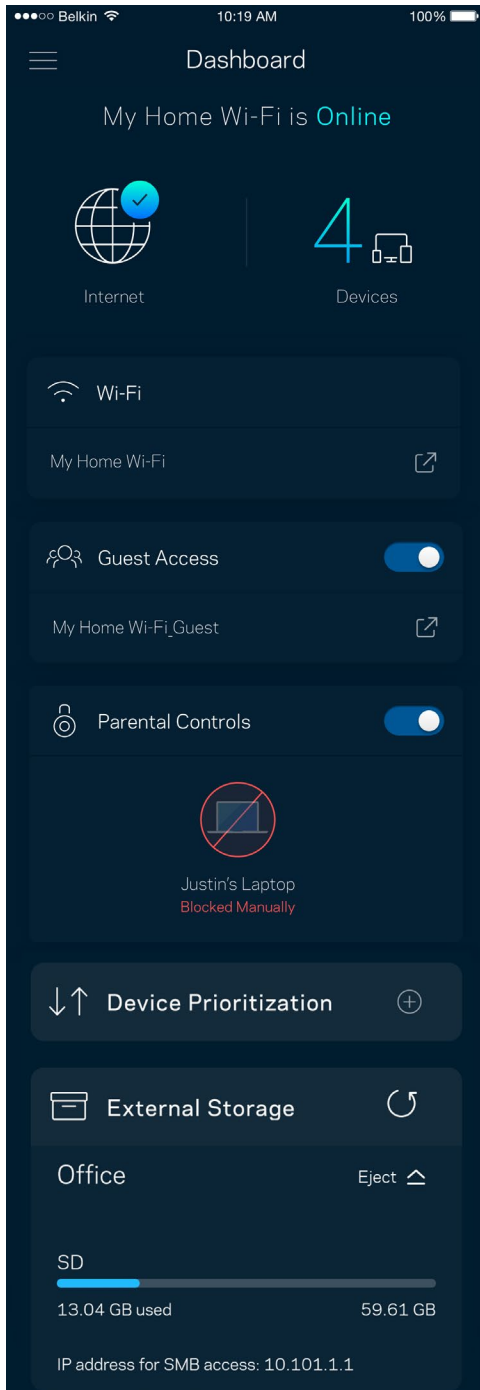 Belkin 10:19 AM 100%
Dashboard
My Home Wi-Fi is Online
4
Internet Devices
Wi-Fi
My Home Wi-Fi
Guest Access
My Home Wi-Fi_Guest
Parental Controls
Justin's Laptop
Blocked Manually
Device Prioritization
External Storage
Office Eject
SD
13.04 GB used 59.61 GB
IP address for SMB access: 10.101.1.1